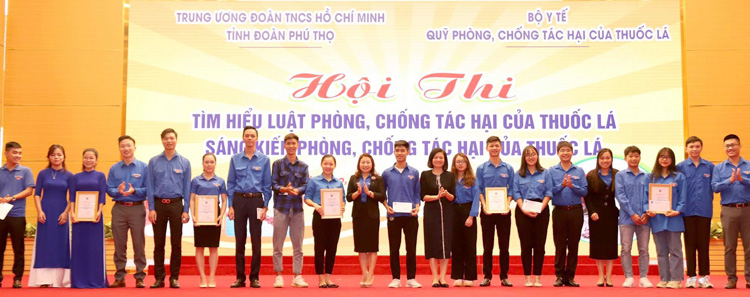 TRUNG ƯƠNG ĐOÀN TNCS HỒ CHÍ MINH
TỈNH ĐOÀN PHÚ THỌ
BỘ Y TẾ
QUỸ PHÒNG, CHỐNG TÁC HẠI CỦA THUỐC LÁ
Hội Thi
TÌM HIỂU LUẬT PHÒNG, CHỐNG TÁC HẠI CỦA THUỐC LÁ
SÁNG KIẾN PHÒNG, CHỐNG TÁC HẠI CỦA THUỐC LÁ